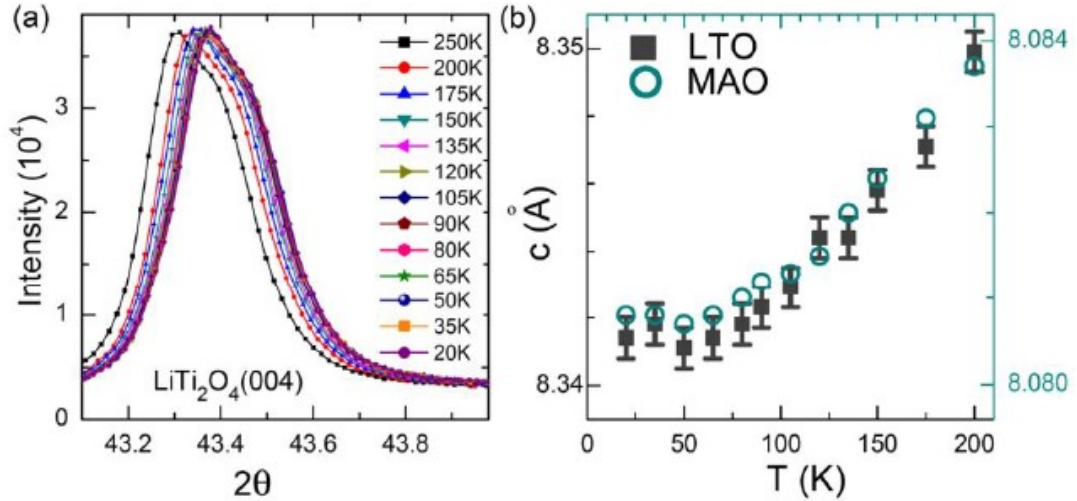 (a)
Intensity (10⁴)
3
2
1
0
250K
200K
175K
150K
135K
120K
105K
90K
80K
65K
50K
35K
20K
LiTi₂O₄(004)
43.2 43.4 43.6 43.8
2θ
(b)
c (Å)
8.35
8.34
LTO
MAO
8.084
8.080
0 50 100 150 200
T (K)